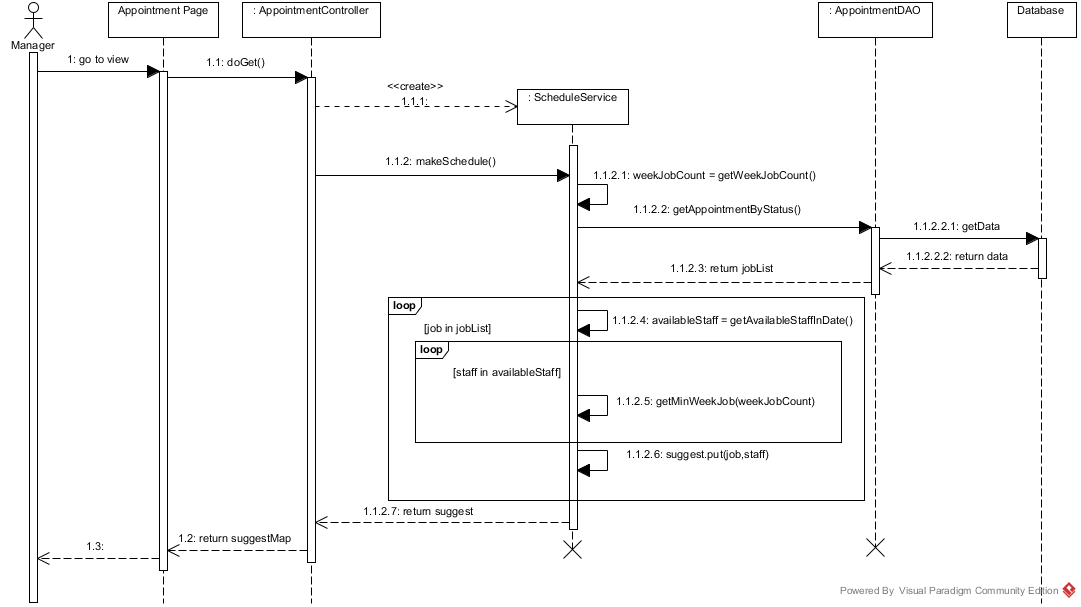 Appointment Page
: AppointmentController
: AppointmentDAO
Database
Manager
1: go to view
1.1: doGet()
<<create>>
1.1.1:
: ScheduleService
1.1.2: makeSchedule()
1.1.2.1: weekJobCount = getWeekJobCount()
1.1.2.2: getAppointmentByStatus()
1.1.2.2.1: getData
1.1.2.2.2: return data
1.1.2.3: return jobList
loop
[job in jobList]
1.1.2.4: availableStaff = getAvailableStaffInDate()
loop
[staff in availableStaff]
1.1.2.5: getMinWeekJob(weekJobCount)
1.1.2.6: suggest.put(job,staff)
1.1.2.7: return suggest
1.2: return suggestMap
1.3:
Powered By Visual Paradigm Community Edition